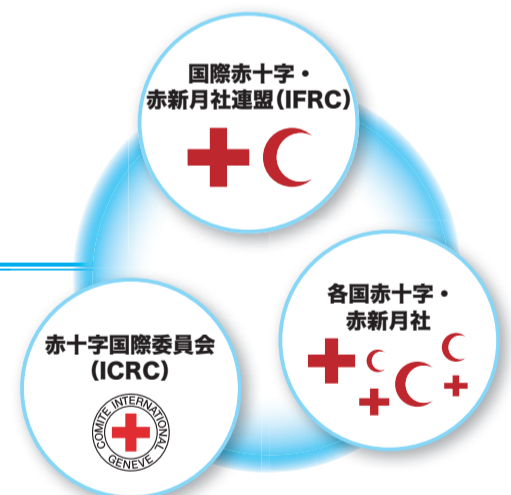 国際赤十字・
赤新月社連盟(IFRC)
各国赤十字・
赤新月社
赤十字国際委員会
(ICRC)
COMITE INTERNATIONAL
GENEVE